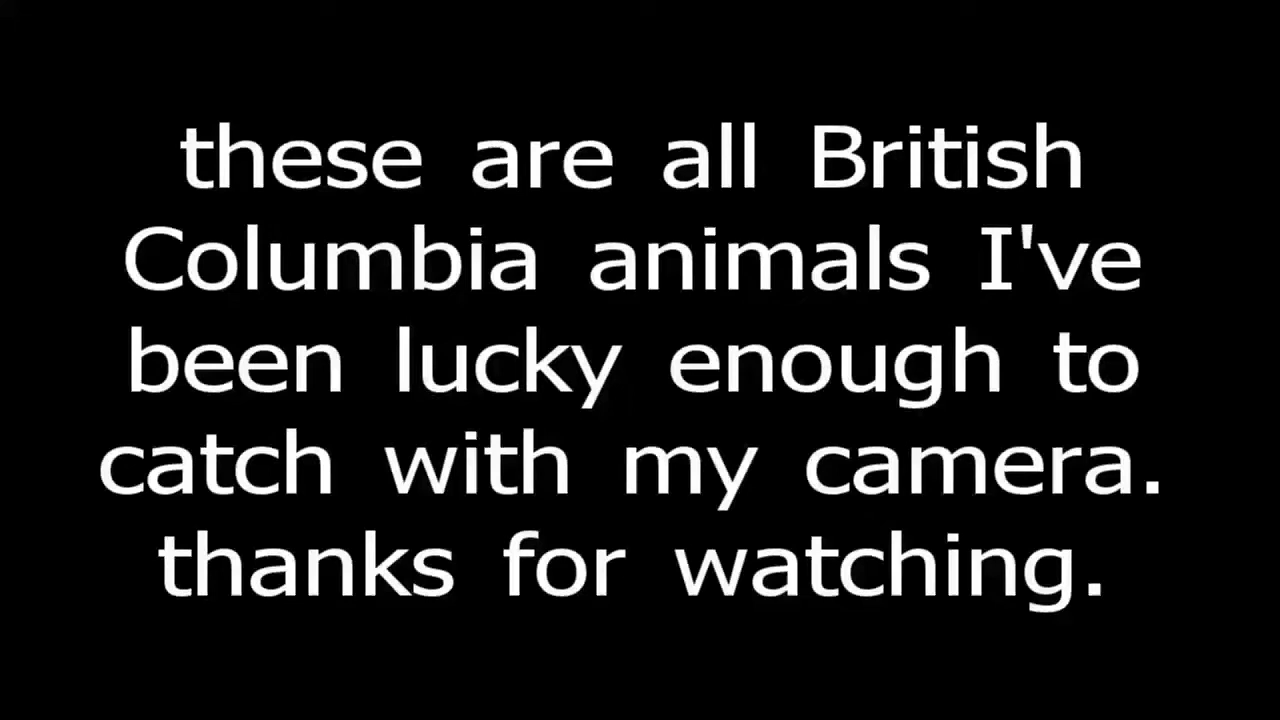 these are all British
Columbia animals I've
been lucky enough to
catch with my camera.
thanks for watching.